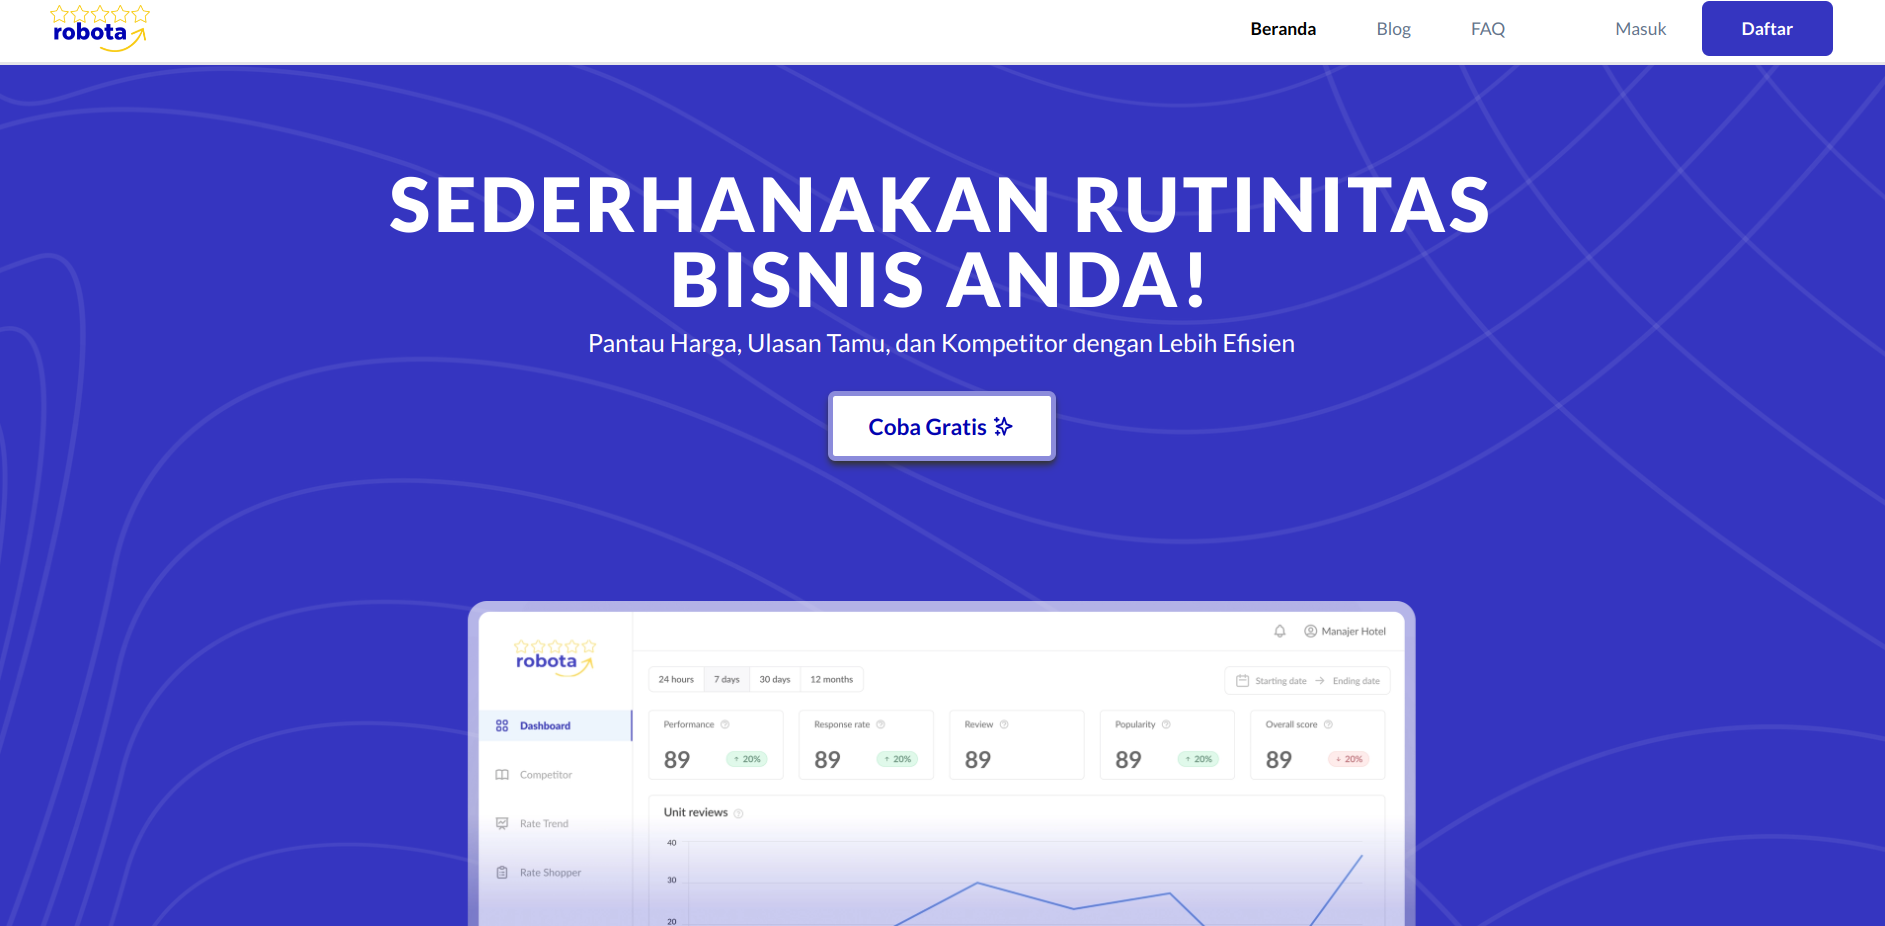 robota
Beranda
Blog
FAQ
Masuk
Daftar
SEDERHANAKAN RUTINITAS
BISNIS ANDA!
Pantau Harga, Ulasan Tamu, dan Kompetitor dengan Lebih Efisien
Coba Gratis
robota
Manajer Hotel
24 hours
7 days
30 days
12 months
Starting date → Ending date
Dashboard
Competitor
Rate Trend
Rate Shopper
Performance
89
↑ 20%
Response rate
89
↑ 20%
Review
89
Popularity
89
↑ 20%
Overall score
89
↓ 20%
Unit reviews
40
30
20